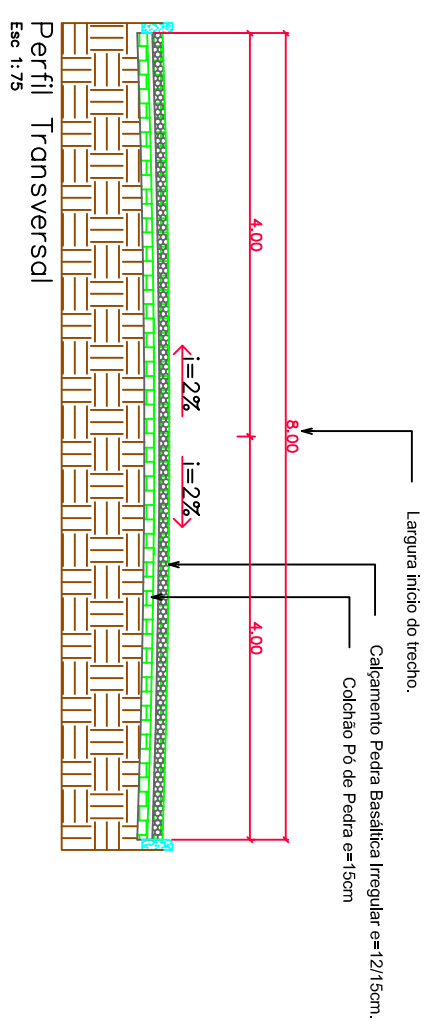 Largura início do trecho.
Calçamento Pedra Basáltica Irregular e=12/15cm.
Colchão Pó de Pedra e=15cm
8.00
4.00
4.00
i=2%
i=2%
Perfil Transversal
Esc 1:75